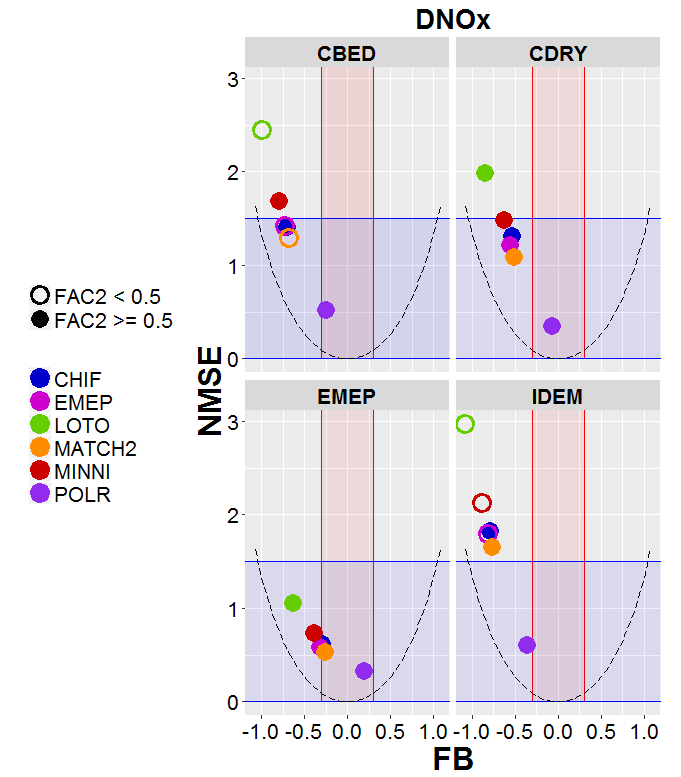 DNOx
CBED
CDRY
3
2
1
0
EMEP
IDEM
3
2
1
0
-1.0 -0.5 0.0 0.5 1.0
-1.0 -0.5 0.0 0.5 1.0
FB
NMSE
FAC2 < 0.5
FAC2 >= 0.5
CHIF
EMEP
LOTO
MATCH2
MINNI
POLR